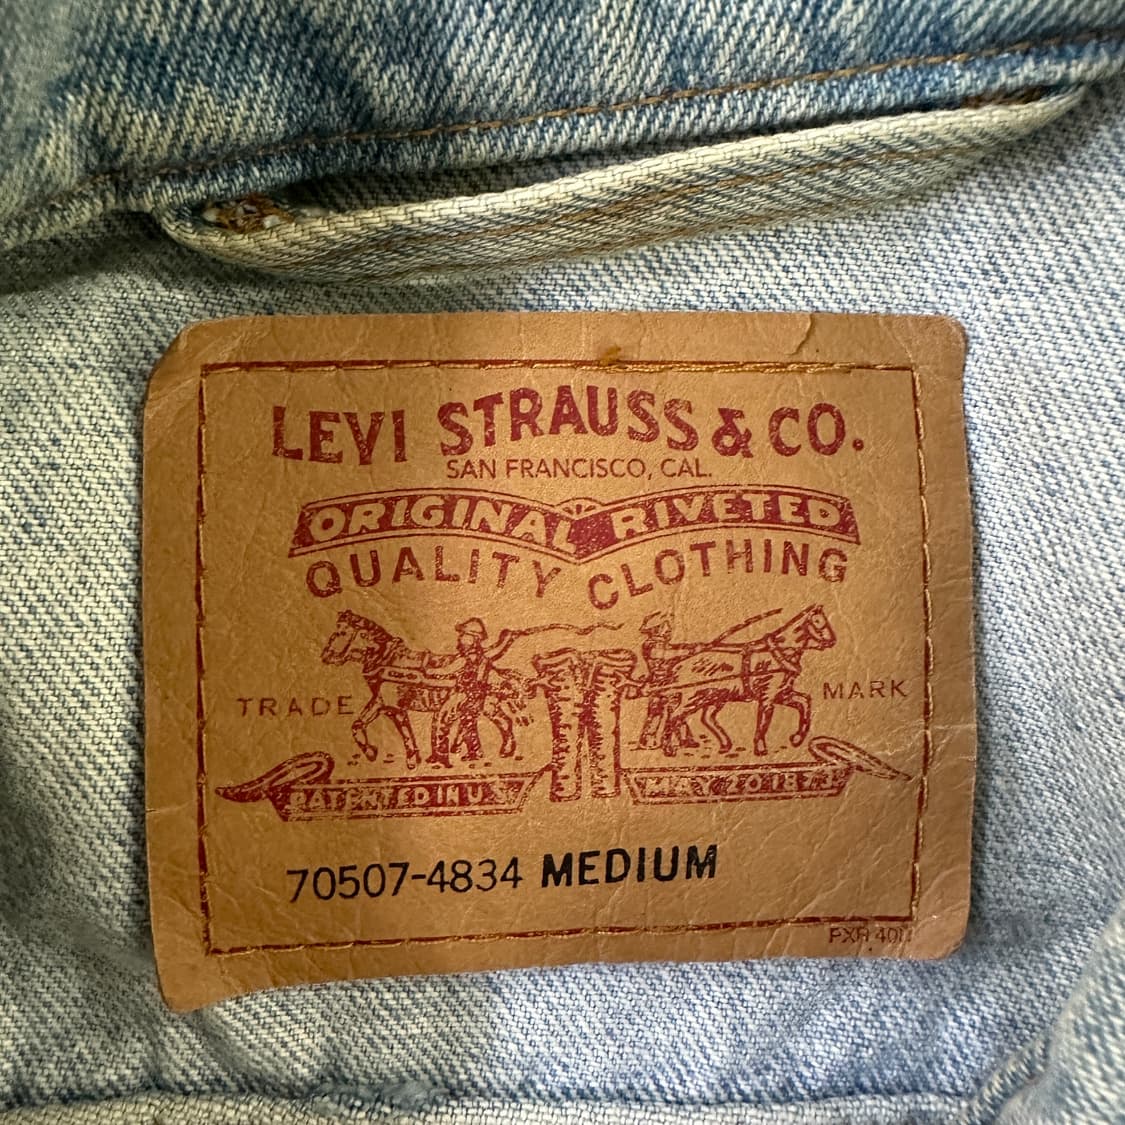 LEVI STRAUSS & CO.
SAN FRANCISCO, CAL.
ORIGINAL RIVETED
QUALITY CLOTHING
TRADE MARK
PATENTED IN U.S. MAY 20 1873
70507-4834 MEDIUM